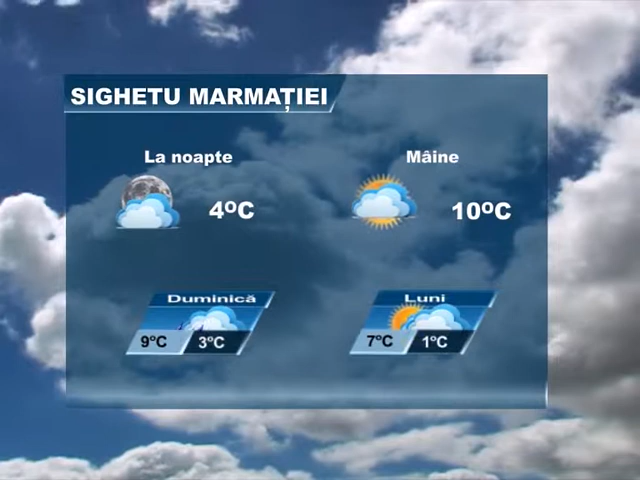 SIGHETU MARMAȚIEI
La noapte
Mâine
4ºC
10ºC
Duminică
Luni
9ºC
3ºC
7ºC
1ºC